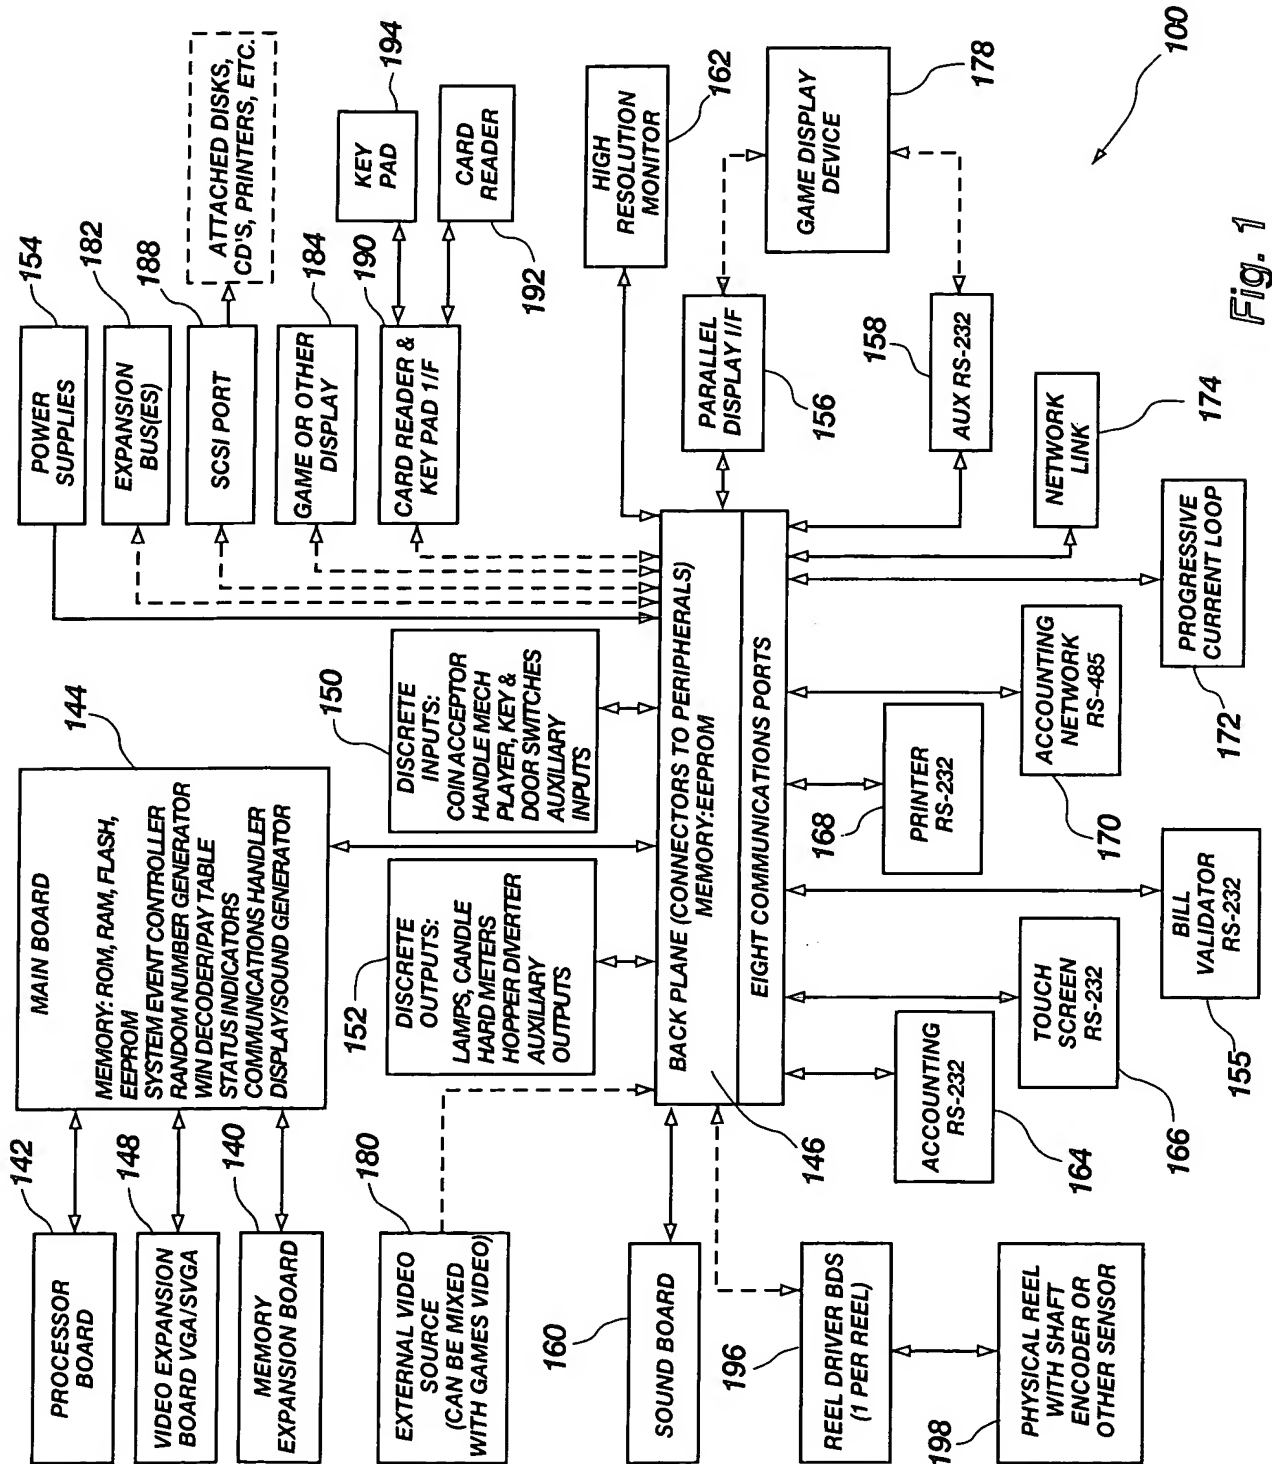 PROCESSOR
BOARD
142
VIDEO EXPANSION
BOARD VGA/SVGA
148
MEMORY
EXPANSION BOARD
140
MAIN BOARD
MEMORY: ROM, RAM, FLASH,
EEPROM
SYSTEM EVENT CONTROLLER
RANDOM NUMBER GENERATOR
WIN DECODER/PAY TABLE
STATUS INDICATORS
COMMUNICATIONS HANDLER
DISPLAY/SOUND GENERATOR
144
POWER
SUPPLIES
154
EXPANSION
BUS(ES)
182
SCSI PORT
188
ATTACHED DISKS,
CD'S, PRINTERS, ETC.
GAME OR OTHER
DISPLAY
184
CARD READER &
KEY PAD 1/F
190
KEY
PAD
194
CARD
READER
192
EXTERNAL VIDEO
SOURCE
(CAN BE MIXED
WITH GAMES VIDEO)
180
DISCRETE
OUTPUTS:
LAMPS, CANDLE
HARD METERS
HOPPER DIVERTER
AUXILIARY
OUTPUTS
152
DISCRETE
INPUTS:
COIN ACCEPTOR
HANDLE MECH
PLAYER, KEY &
DOOR SWITCHES
AUXILIARY
INPUTS
150
HIGH
RESOLUTION
MONITOR
162
SOUND BOARD
160
BACK PLANE (CONNECTORS TO PERIPHERALS)
MEMORY:EEPROM
EIGHT COMMUNICATIONS PORTS
146
PARALLEL
DISPLAY I/F
156
GAME DISPLAY
DEVICE
178
REEL DRIVER BDS
(1 PER REEL)
196
PHYSICAL REEL
WITH SHAFT
ENCODER OR
OTHER SENSOR
198
ACCOUNTING
RS-232
164
TOUCH
SCREEN
RS-232
166
BILL
VALIDATOR
RS-232
155
PRINTER
RS-232
168
ACCOUNTING
NETWORK
RS-485
170
PROGRESSIVE
CURRENT LOOP
172
NETWORK
LINK
174
AUX RS-232
158
100
Fig. 1